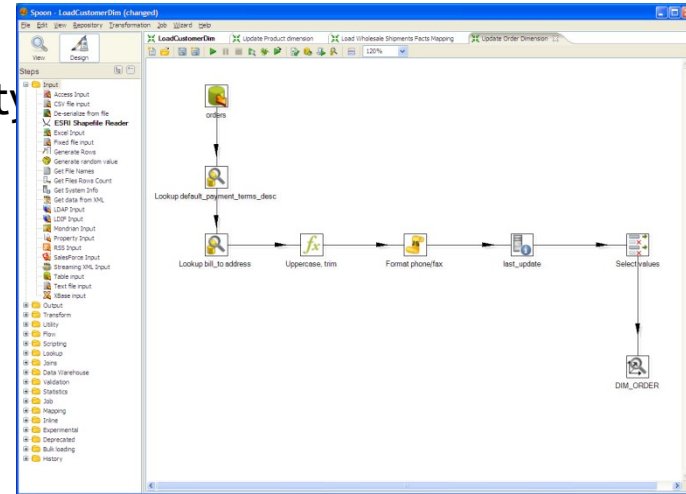 Spoon - LoadCustomerDim (changed)
File Edit View Repository Transformation Job Wizard Help
View
Design
LoadCustomerDim
Update Product dimension
Load Wholesale Shipments Facts Mapping
Update Order Dimension
120%
ty
Steps
Input
Access Input
CSV file input
De-serialize from file
ESRI Shapefile Reader
Excel Input
Fixed file input
Generate Rows
Generate random value
Get File Names
Get Files Rows Count
Get System Info
Get data from XML
LDAP Input
LDIF Input
Mondrian Input
Property Input
RSS Input
SalesForce Input
Streaming XML Input
Table input
Text file input
XBase input
Output
Transform
Utility
Flow
Scripting
Lookup
Joins
Data Warehouse
Validation
Statistics
Job
Mapping
Inline
Experimental
Deprecated
Bulk loading
History
orders
Lookup default_payment_terms_desc
Lookup bill_to address
Uppercase, trim
Format phone/fax
last_update
Select values
DIM_ORDER